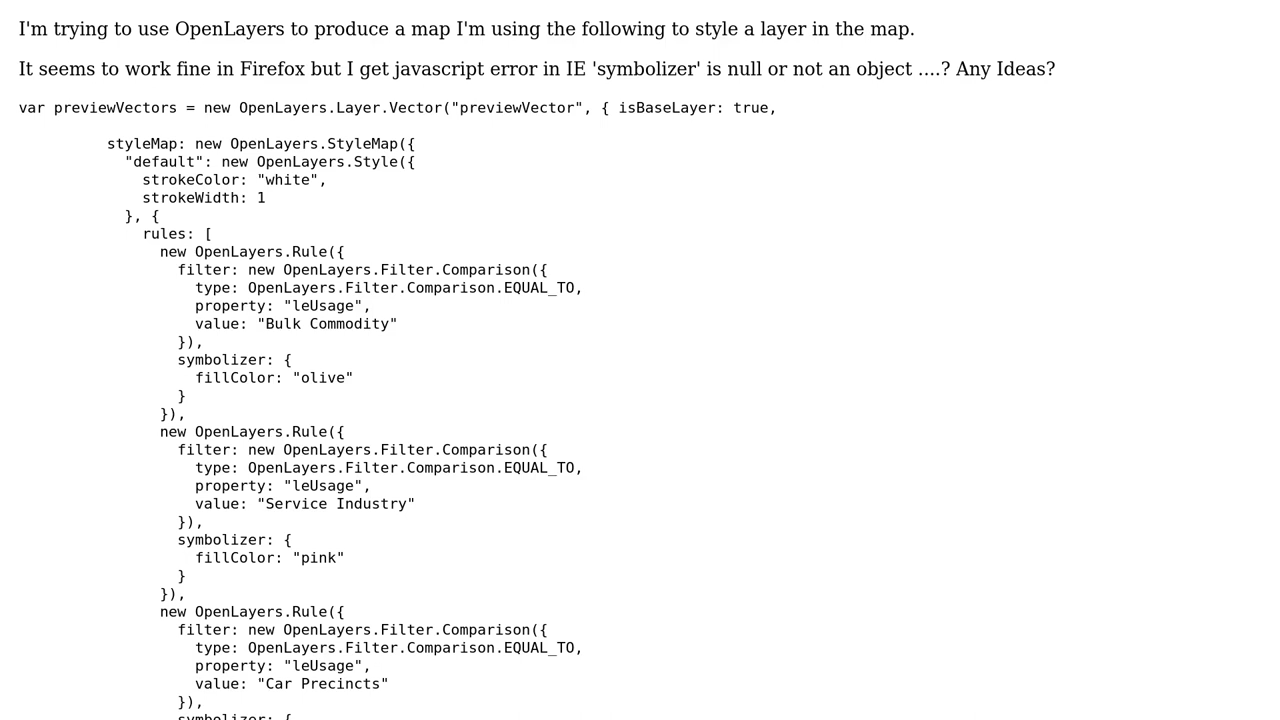 I'm trying to use OpenLayers to produce a map I'm using the following to style a layer in the map.
It seems to work fine in Firefox but I get javascript error in IE 'symbolizer' is null or not an object ....? Any Ideas?
var previewVectors = new OpenLayers.Layer.Vector("previewVector", { isBaseLayer: true,
styleMap: new OpenLayers.StyleMap({
"default": new OpenLayers.Style({
strokeColor: "white",
strokeWidth: 1
}, {
rules: [
new OpenLayers.Rule({
filter: new OpenLayers.Filter.Comparison({
type: OpenLayers.Filter.Comparison.EQUAL_TO,
property: "leUsage",
value: "Bulk Commodity"
}),
symbolizer: {
fillColor: "olive"
}
}),
new OpenLayers.Rule({
filter: new OpenLayers.Filter.Comparison({
type: OpenLayers.Filter.Comparison.EQUAL_TO,
property: "leUsage",
value: "Service Industry"
}),
symbolizer: {
fillColor: "pink"
}
}),
new OpenLayers.Rule({
filter: new OpenLayers.Filter.Comparison({
type: OpenLayers.Filter.Comparison.EQUAL_TO,
property: "leUsage",
value: "Car Precincts"
}),
symbolizer: {